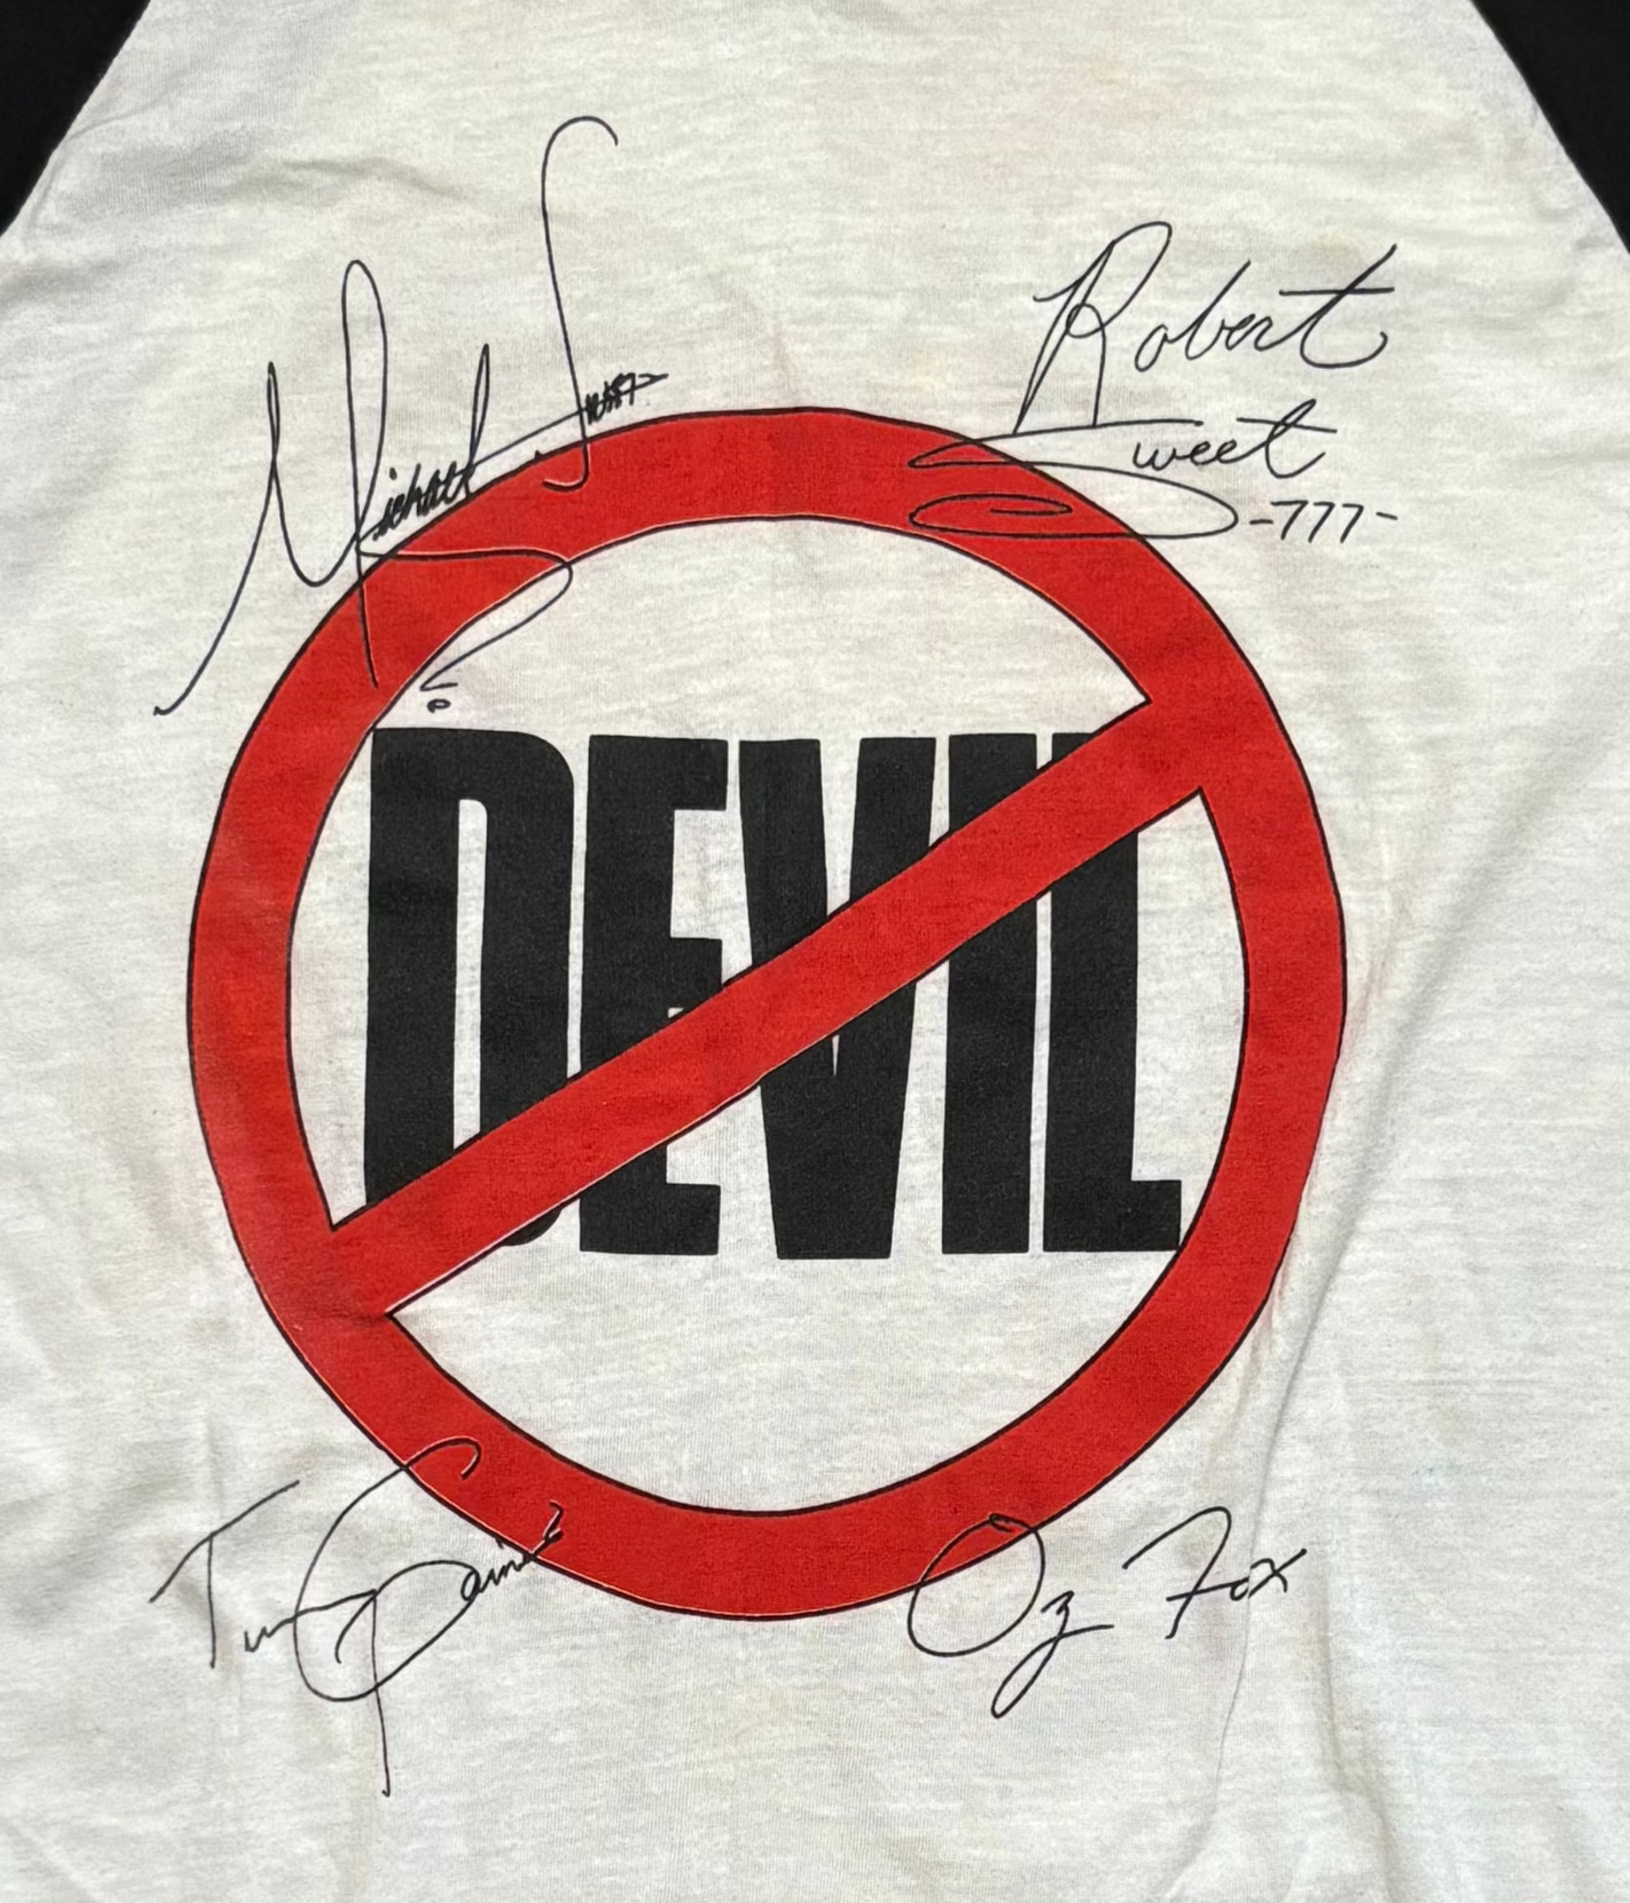 Michael Sweet
Robert
Sweet
-777-
DEVIL
Tim Gaines
Oz Fox